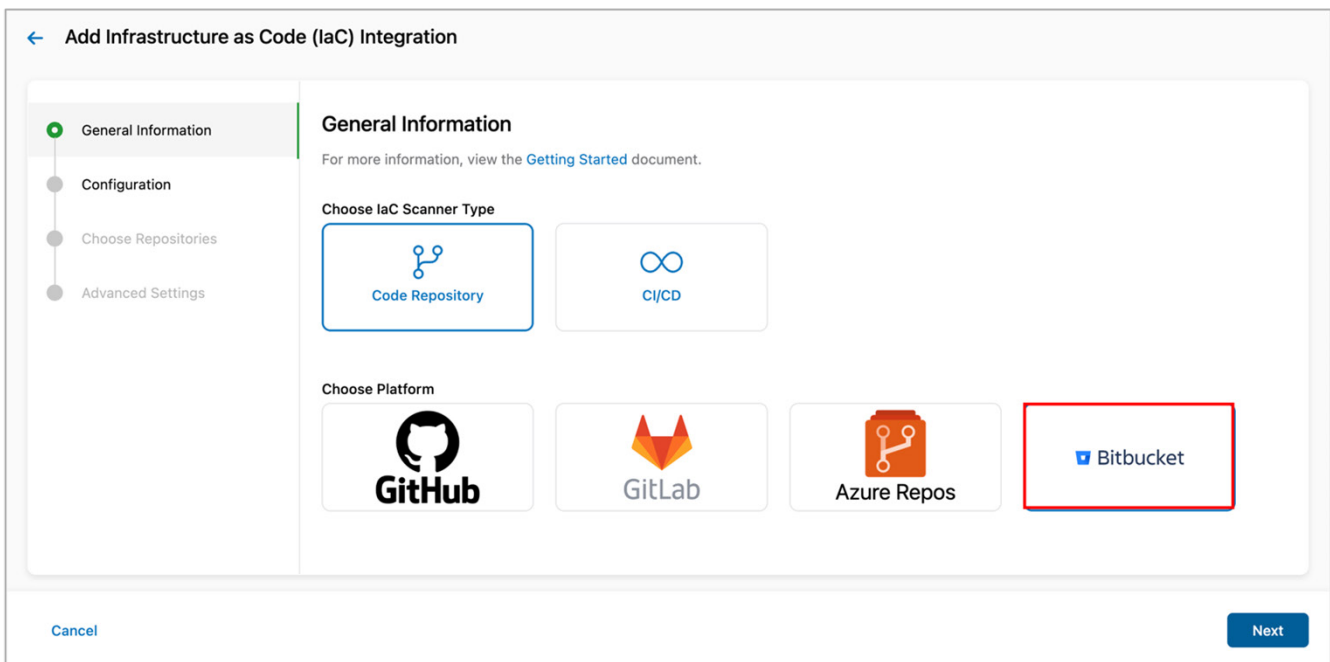 Add Infrastructure as Code (IaC) Integration
General Information
Configuration
Choose Repositories
Advanced Settings
General Information
For more information, view the Getting Started document.
Choose IaC Scanner Type
Code Repository
CI/CD
Choose Platform
GitHub
GitLab
Azure Repos
Bitbucket
Cancel
Next